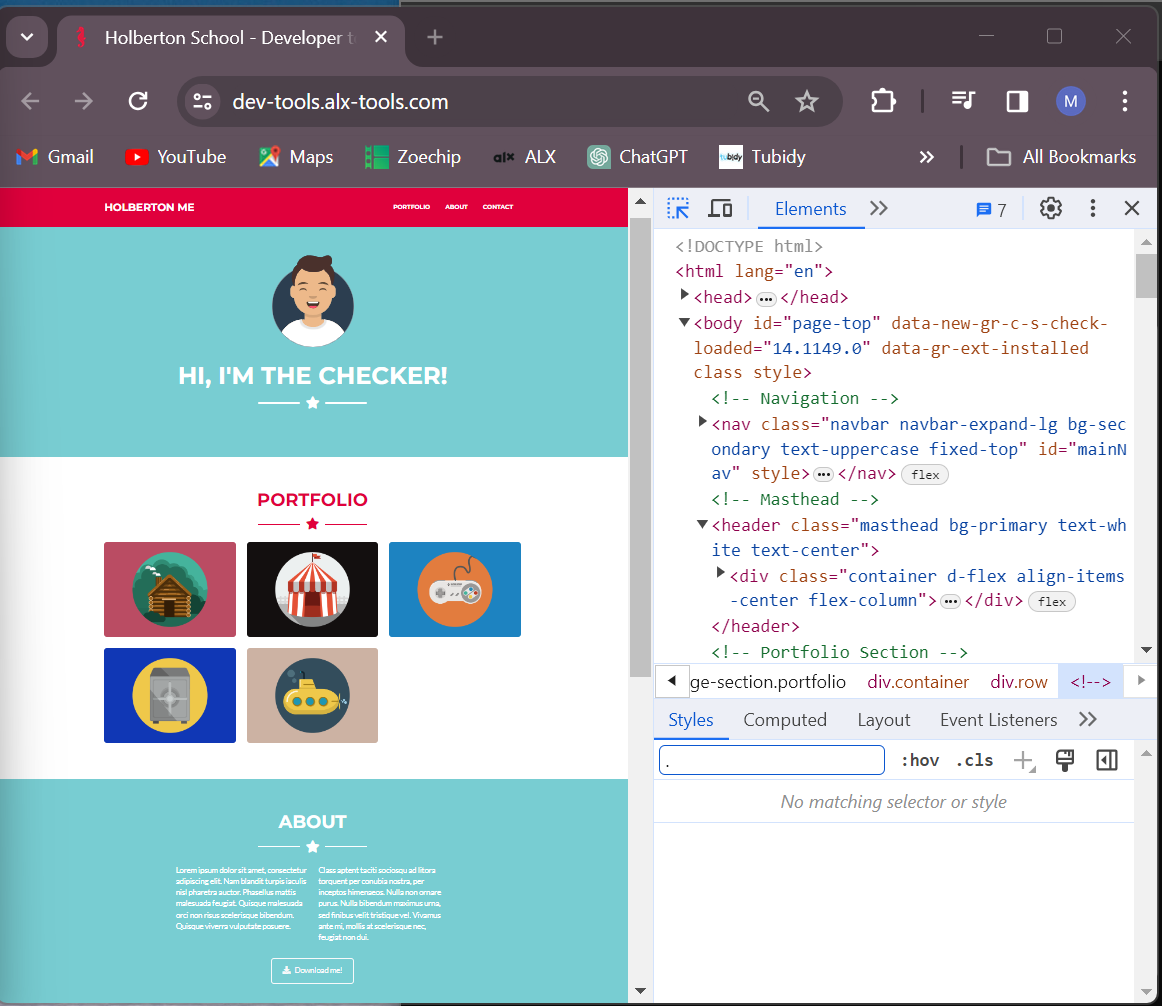 Holberton School - Developer to
dev-tools.alx-tools.com
M
Gmail
YouTube
Maps
Zoechip
alx ALX
ChatGPT
tubidy Tubidy
All Bookmarks
HOLBERTON ME
PORTFOLIO ABOUT CONTACT
HI, I'M THE CHECKER!
PORTFOLIO
ABOUT
Lorem ipsum dolor sit amet, consectetur
adipiscing elit. Nam blandit turpis iaculis
nisl pharetra auctor. Phasellus mattis
malesuada feugiat. Quisque malesuada
orci non risus scelerisque bibendum.
Quisque viverra vulputate posuere.
Class aptent taciti sociosqu ad litora
torquent per conubia nostra, per
inceptos himenaeos. Nulla non ornare
purus. Nulla bibendum maximus urna,
sed finibus velit tristique vel. Vivamus
ante mi, mollis at scelerisque nec,
feugiat non dui.
Download me!
Elements
7
<!DOCTYPE html>
<html lang="en">
<head>…</head>
<body id="page-top" data-new-gr-c-s-check-
loaded="14.1149.0" data-gr-ext-installed
class style>
<!-- Navigation -->
<nav class="navbar navbar-expand-lg bg-sec
ondary text-uppercase fixed-top" id="mainN
av" style>…</nav> flex
<!-- Masthead -->
<header class="masthead bg-primary text-wh
ite text-center">
<div class="container d-flex align-items
-center flex-column">…</div> flex
</header>
<!-- Portfolio Section -->
ge-section.portfolio div.container div.row <!-->
Styles Computed Layout Event Listeners
. :hov .cls
No matching selector or style